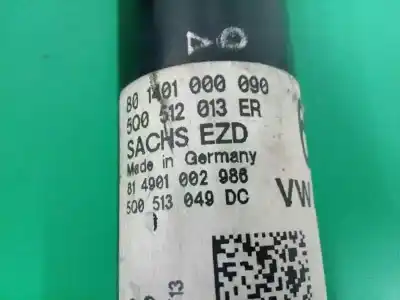 80 1401 000 090
5Q0 512 013 ER
SACHS EZD
Made in Germany
81 4901 002 986
5Q0 513 049 DC
VW
13